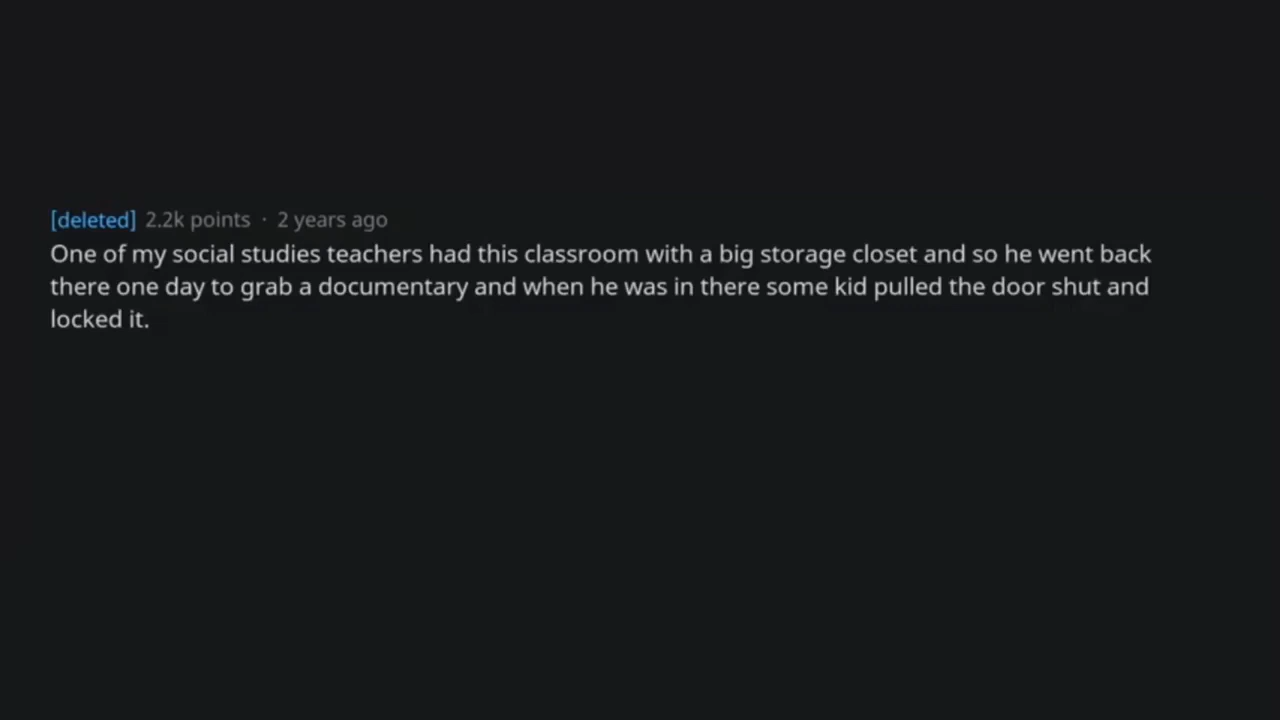 [deleted] 2.2k points · 2 years ago
One of my social studies teachers had this classroom with a big storage closet and so he went back
there one day to grab a documentary and when he was in there some kid pulled the door shut and
locked it.